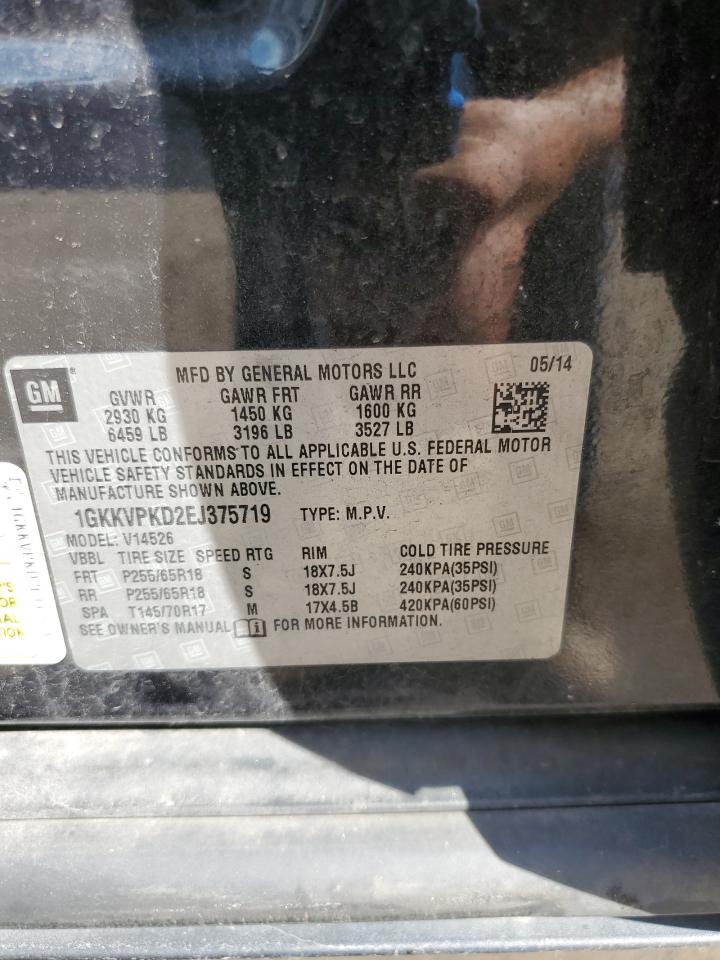 GM
MFD BY GENERAL MOTORS LLC 05/14
GVWR GAWR FRT GAWR RR
2930 KG 1450 KG 1600 KG
6459 LB 3196 LB 3527 LB
THIS VEHICLE CONFORMS TO ALL APPLICABLE U.S. FEDERAL MOTOR
VEHICLE SAFETY STANDARDS IN EFFECT ON THE DATE OF
MANUFACTURE SHOWN ABOVE.
1GKKVPKD2EJ375719 TYPE: M.P.V.
MODEL: V14526
VBBL TIRE SIZE SPEED RTG RIM COLD TIRE PRESSURE
FRT P255/65R18 S 18X7.5J 240KPA(35PSI)
RR P255/65R18 S 18X7.5J 240KPA(35PSI)
SPA T145/70R17 M 17X4.5B 420KPA(60PSI)
SEE OWNER'S MANUAL FOR MORE INFORMATION.